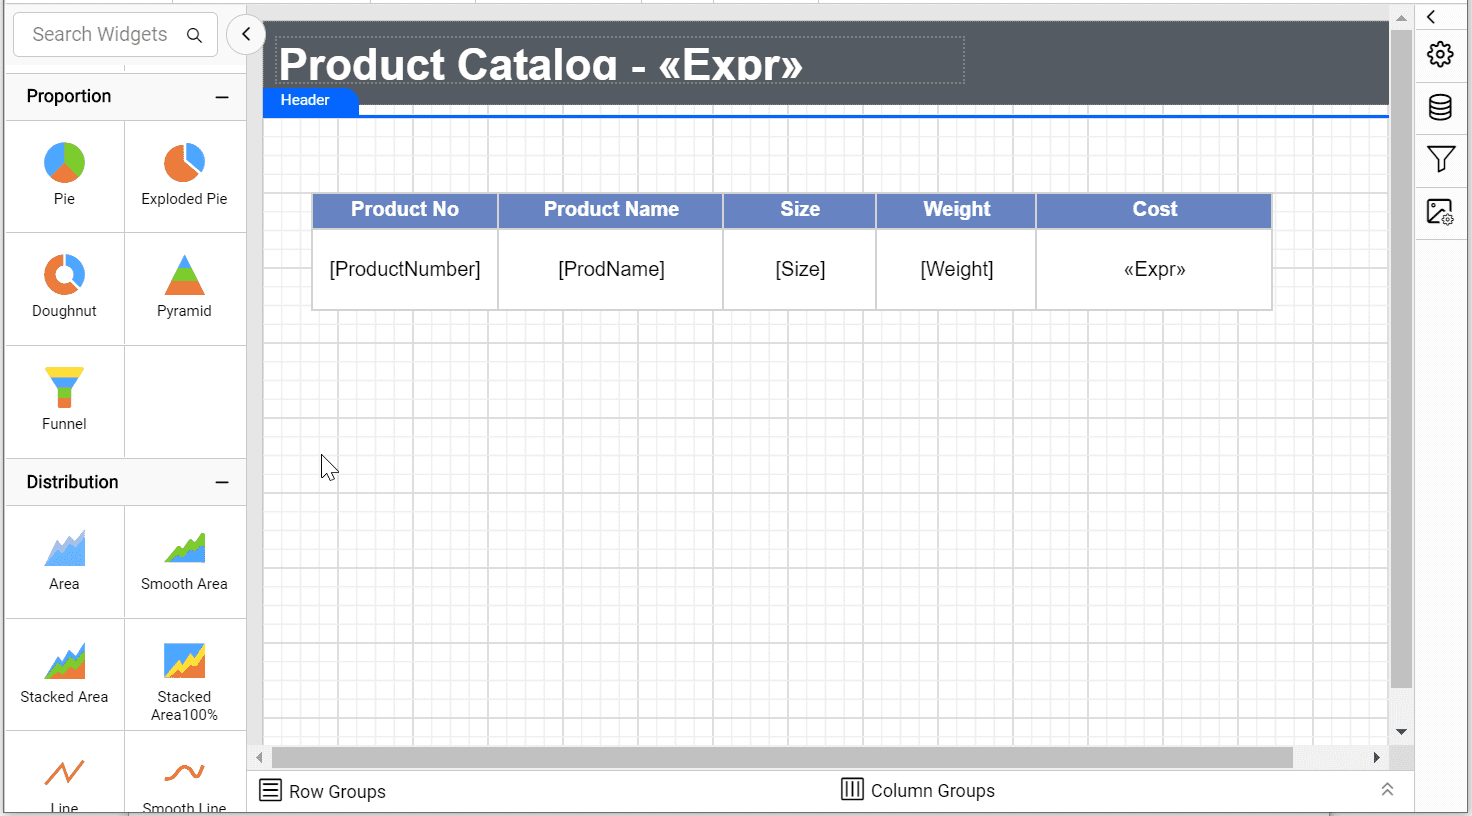 Search Widgets
Proportion
Pie
Exploded Pie
Doughnut
Pyramid
Funnel
Distribution
Area
Smooth Area
Stacked Area
Stacked
Area100%
Line
Smooth Line
Product Catalog - «Expr»
Header
Product No Product Name Size Weight Cost
[ProductNumber] [ProdName] [Size] [Weight] «Expr»
Row Groups
Column Groups